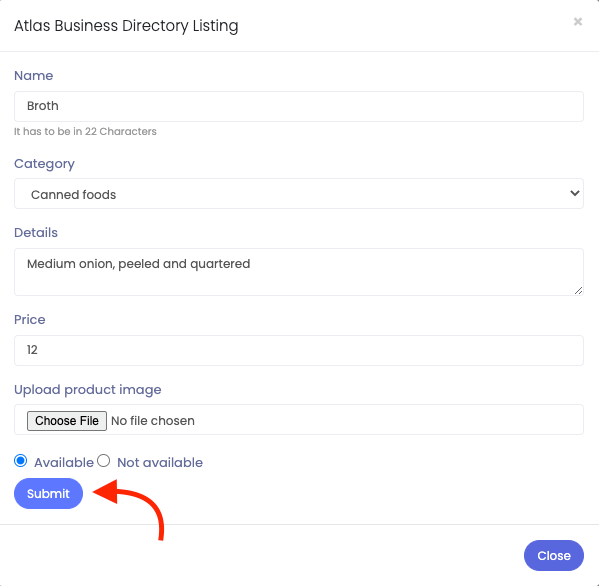 Atlas Business Directory Listing
×
Name
Broth
It has to be in 22 Characters
Category
Canned foods
Details
Medium onion, peeled and quartered
Price
12
Upload product image
Choose File No file chosen
Available Not available
Submit
Close